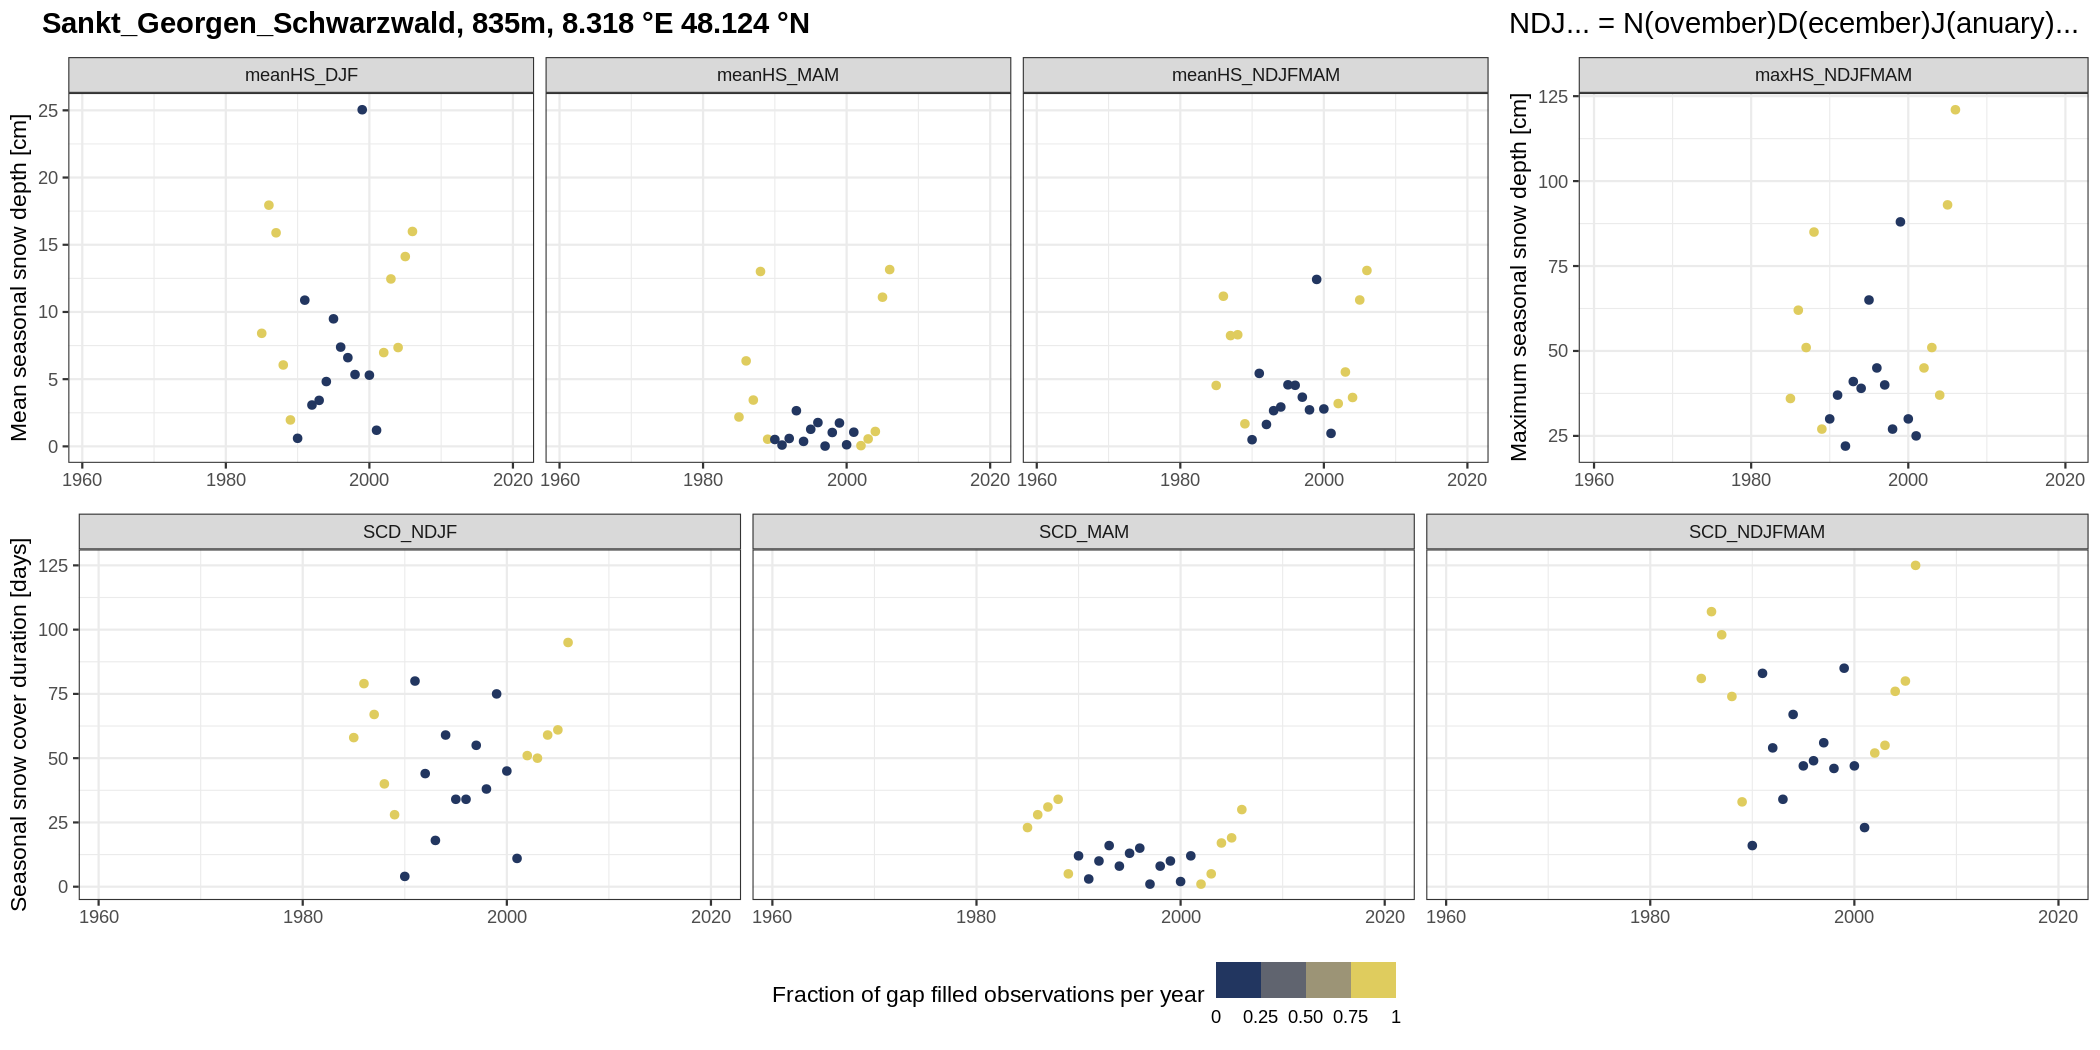 Sankt_Georgen_Schwarzwald, 835m, 8.318 °E 48.124 °N
NDJ... = N(ovember)D(ecember)J(anuary)...
meanHS_DJF
meanHS_MAM
meanHS_NDJFMAM
maxHS_NDJFMAM
Mean seasonal snow depth [cm]
25
20
15
10
5
0
1960 1980 2000 2020
1960 1980 2000 2020
1960 1980 2000 2020
Maximum seasonal snow depth [cm]
125
100
75
50
25
1960 1980 2000 2020
SCD_NDJF
SCD_MAM
SCD_NDJFMAM
Seasonal snow cover duration [days]
125
100
75
50
25
0
1960 1980 2000 2020
1960 1980 2000 2020
1960 1980 2000 2020
Fraction of gap filled observations per year
0 0.25 0.50 0.75 1